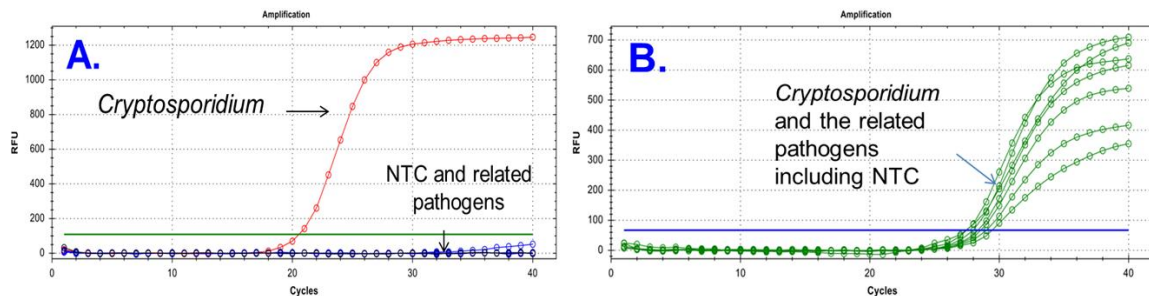 Amplification
A.
Cryptosporidium
NTC and related
pathogens
RFU
1200
1000
800
600
400
200
0
0
10
20
30
40
Cycles
Amplification
B.
Cryptosporidium
and the related
pathogens
including NTC
RFU
700
600
500
400
300
200
100
0
0
10
20
30
40
Cycles